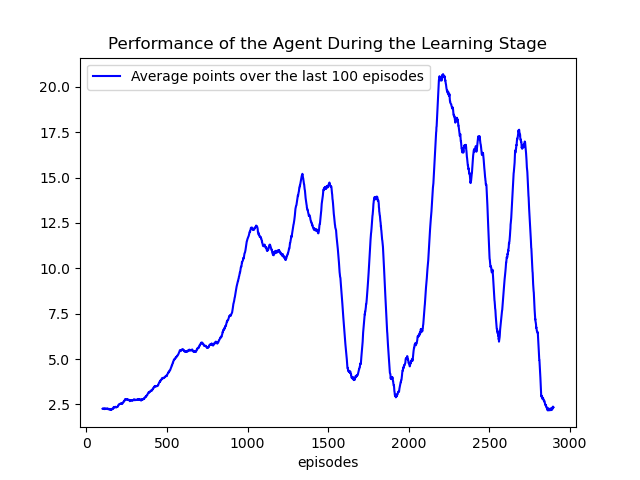 Performance of the Agent During the Learning Stage
Average points over the last 100 episodes
20.0
17.5
15.0
12.5
10.0
7.5
5.0
2.5
0 500 1000 1500 2000 2500 3000
episodes